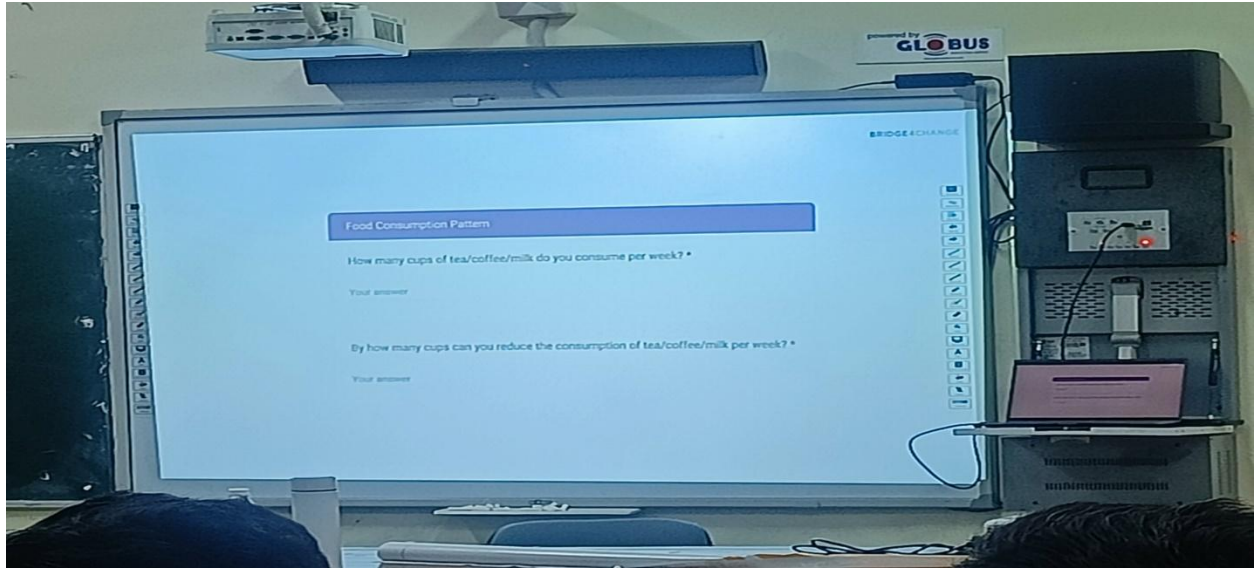 powered by
GLOBUS
BRIDGE4CHANGE
Food Consumption Pattern
How many cups of tea/coffee/milk do you consume per week? *
Your answer
By how many cups can you reduce the consumption of tea/coffee/milk per week? *
Your answer